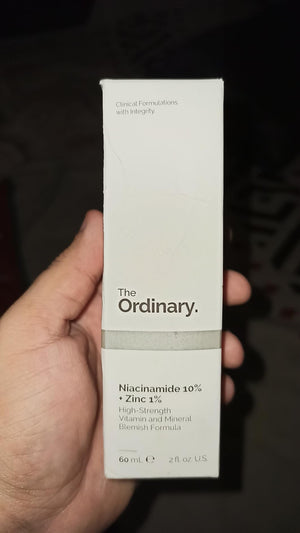 Clinical Formulations
with Integrity.
The
Ordinary.
Niacinamide 10%
+ Zinc 1%
High-Strength
Vitamin and Mineral
Blemish Formula
60 mL ℮ 2 fl. oz. U.S.